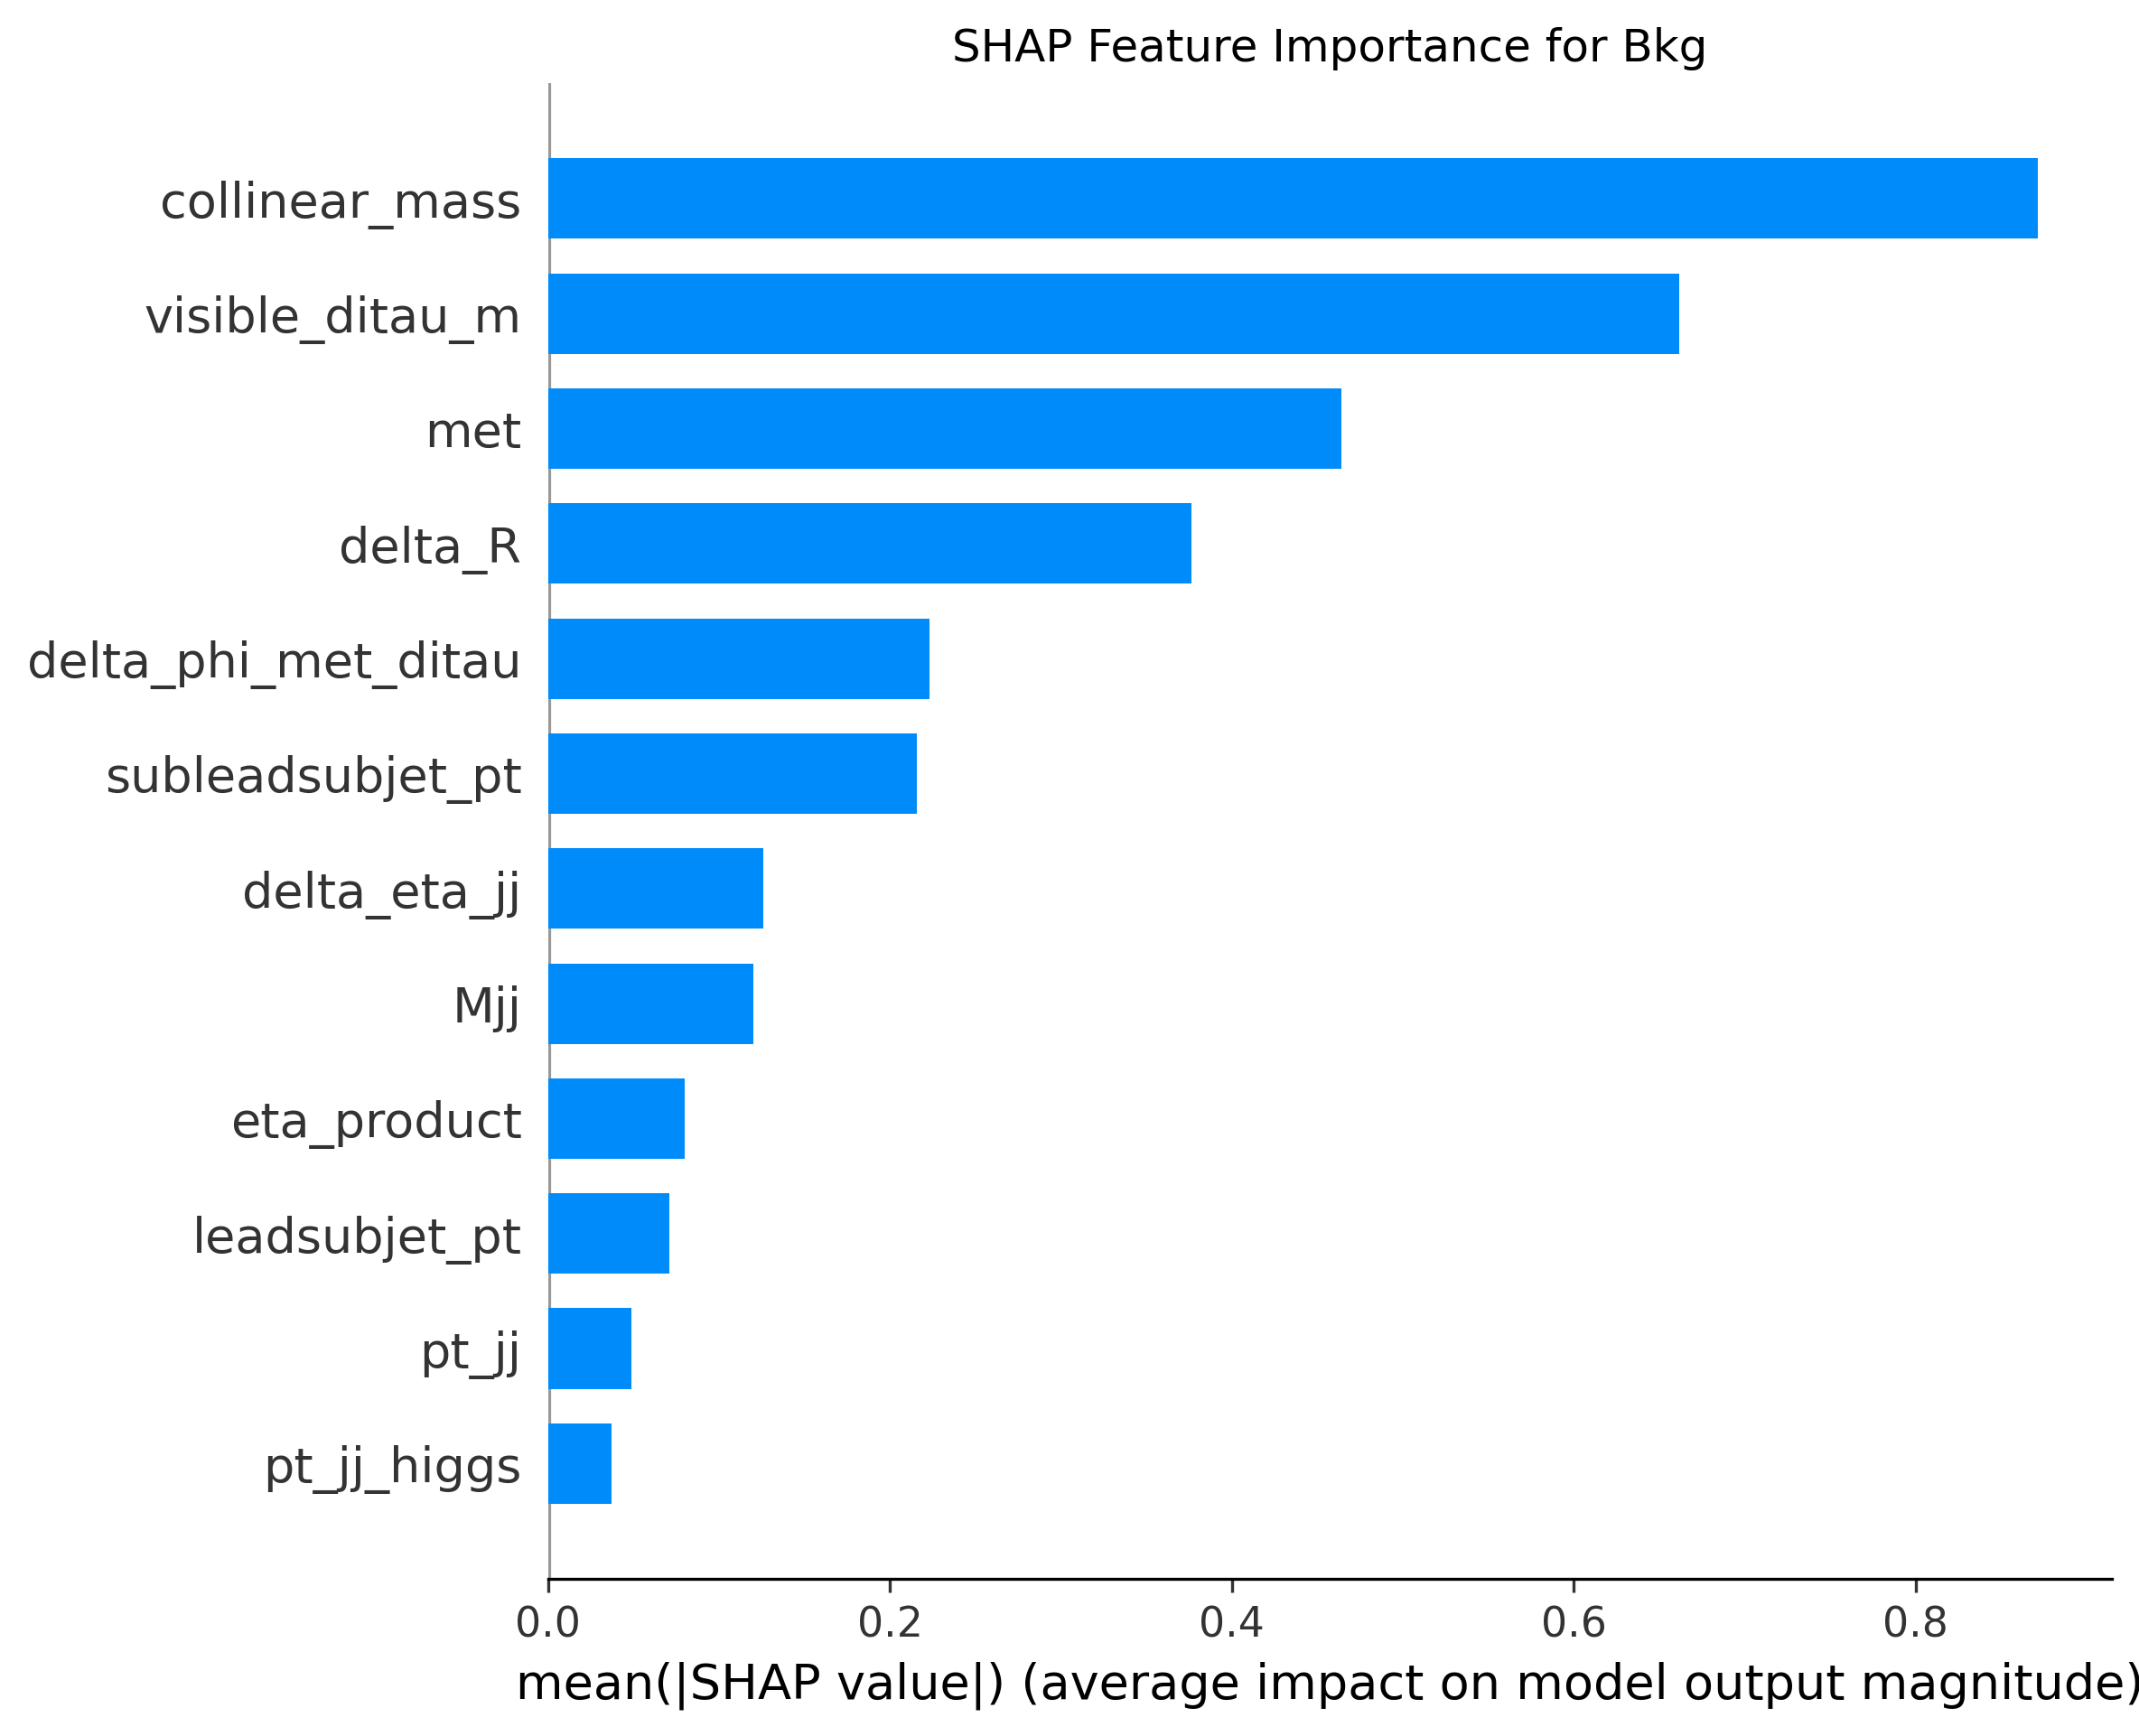 SHAP Feature Importance for Bkg
collinear_mass
visible_ditau_m
met
delta_R
delta_phi_met_ditau
subleadsubjet_pt
delta_eta_jj
Mjj
eta_product
leadsubjet_pt
pt_jj
pt_jj_higgs
0.0 0.2 0.4 0.6 0.8
mean(|SHAP value|) (average impact on model output magnitude)